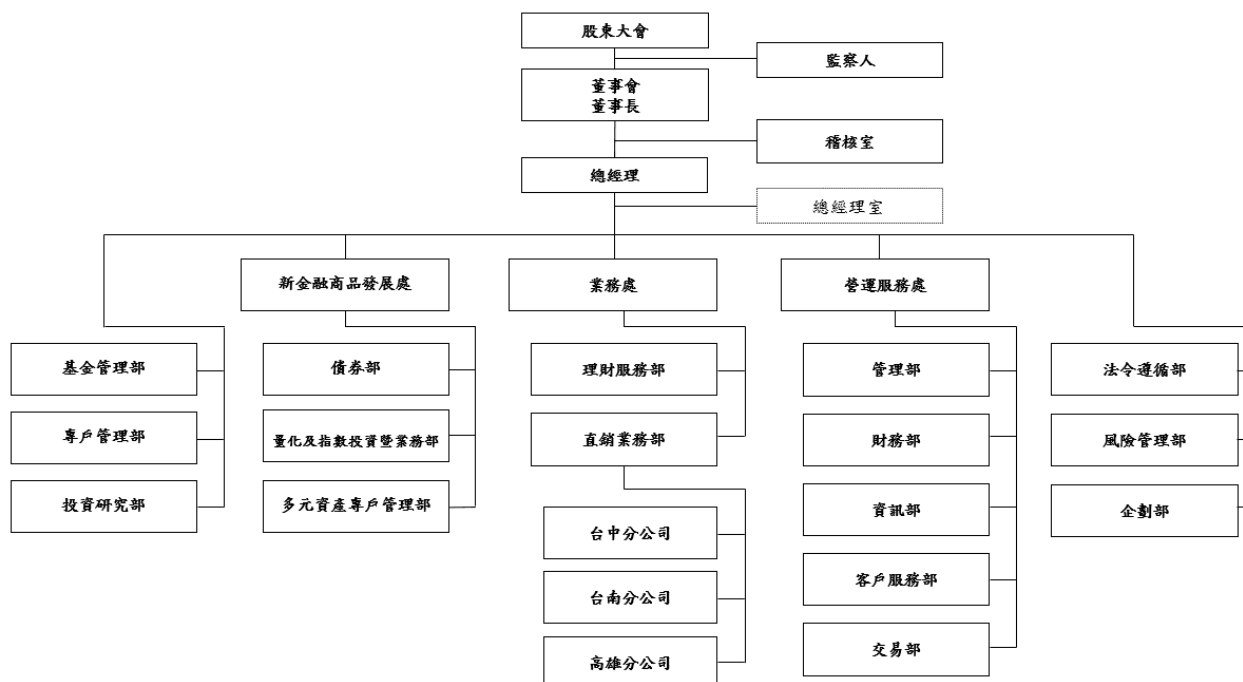 股東大會
監察人
董事會
董事長
稽核室
總經理
總經理室
新金融商品發展處
業務處
營運服務處
基金管理部
債券部
理財服務部
管理部
法令遵循部
專戶管理部
量化及指數投資暨業務部
直銷業務部
財務部
風險管理部
投資研究部
多元資產專戶管理部
台中分公司
資訊部
企劃部
台南分公司
客戶服務部
高雄分公司
交易部